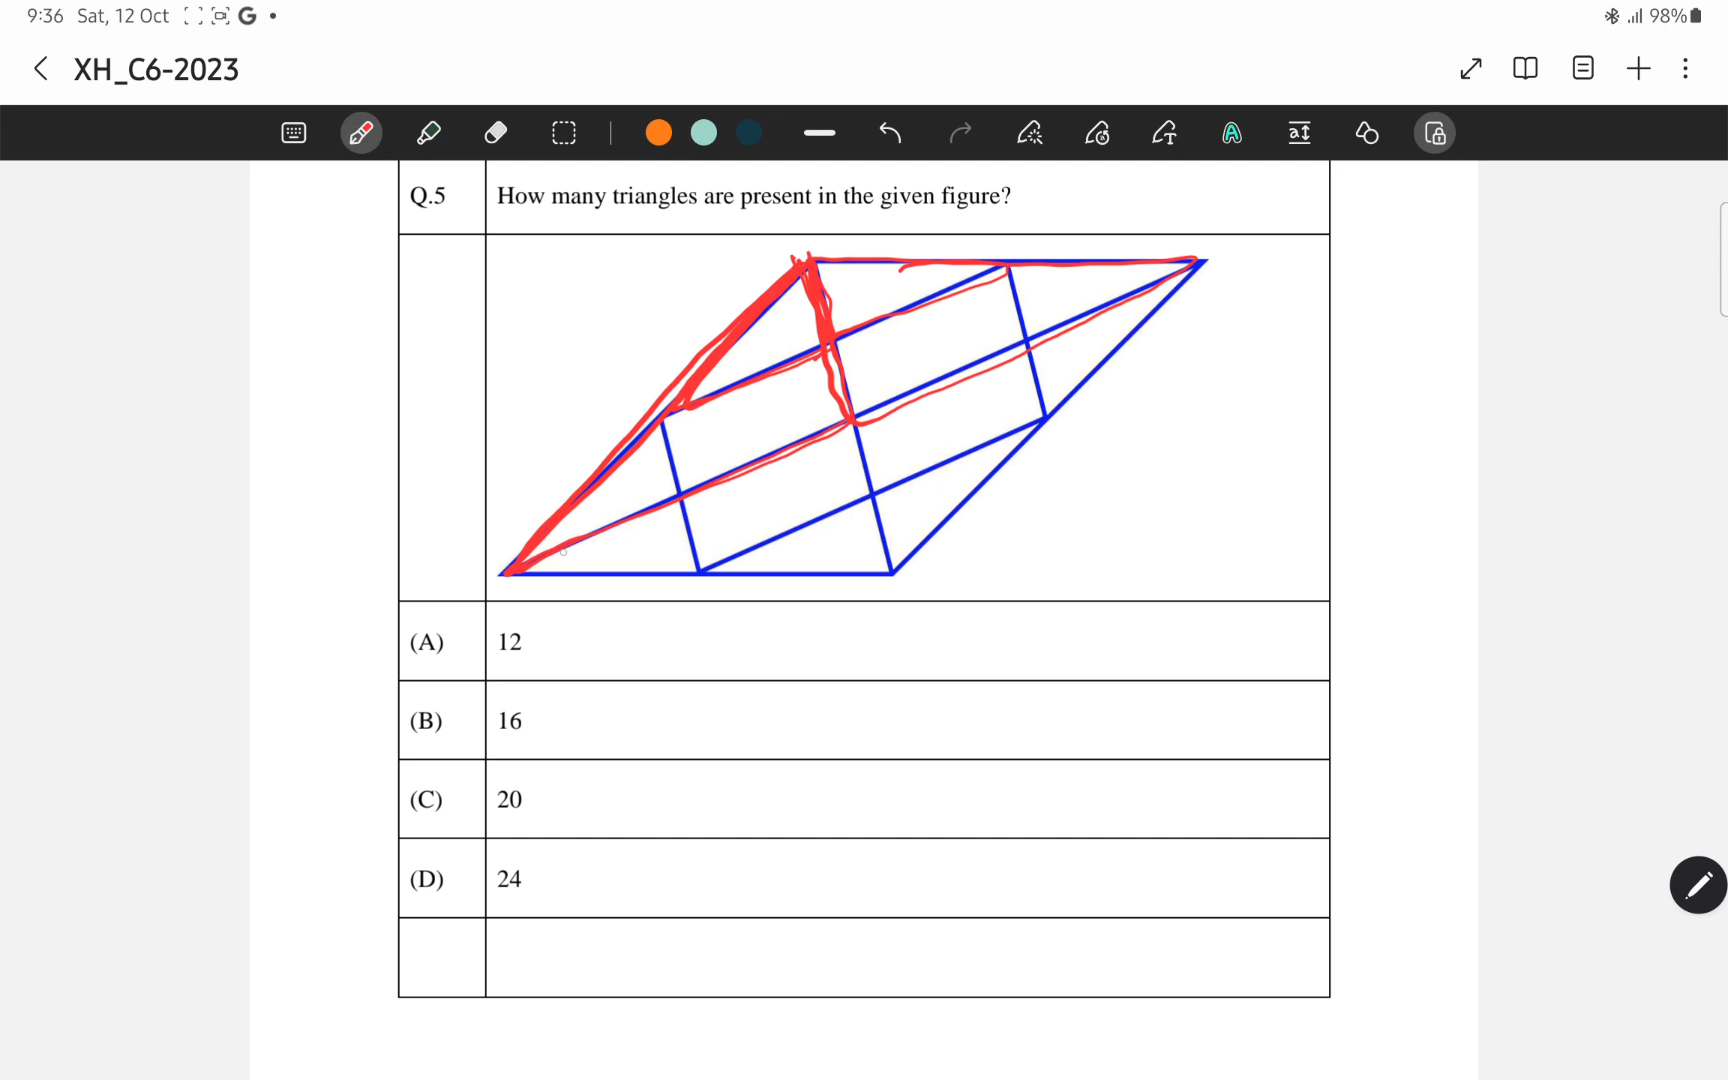 9:36 Sat, 12 Oct G • 98%
XH_C6-2023
Q.5 How many triangles are present in the given figure?
(A) 12
(B) 16
(C) 20
(D) 24